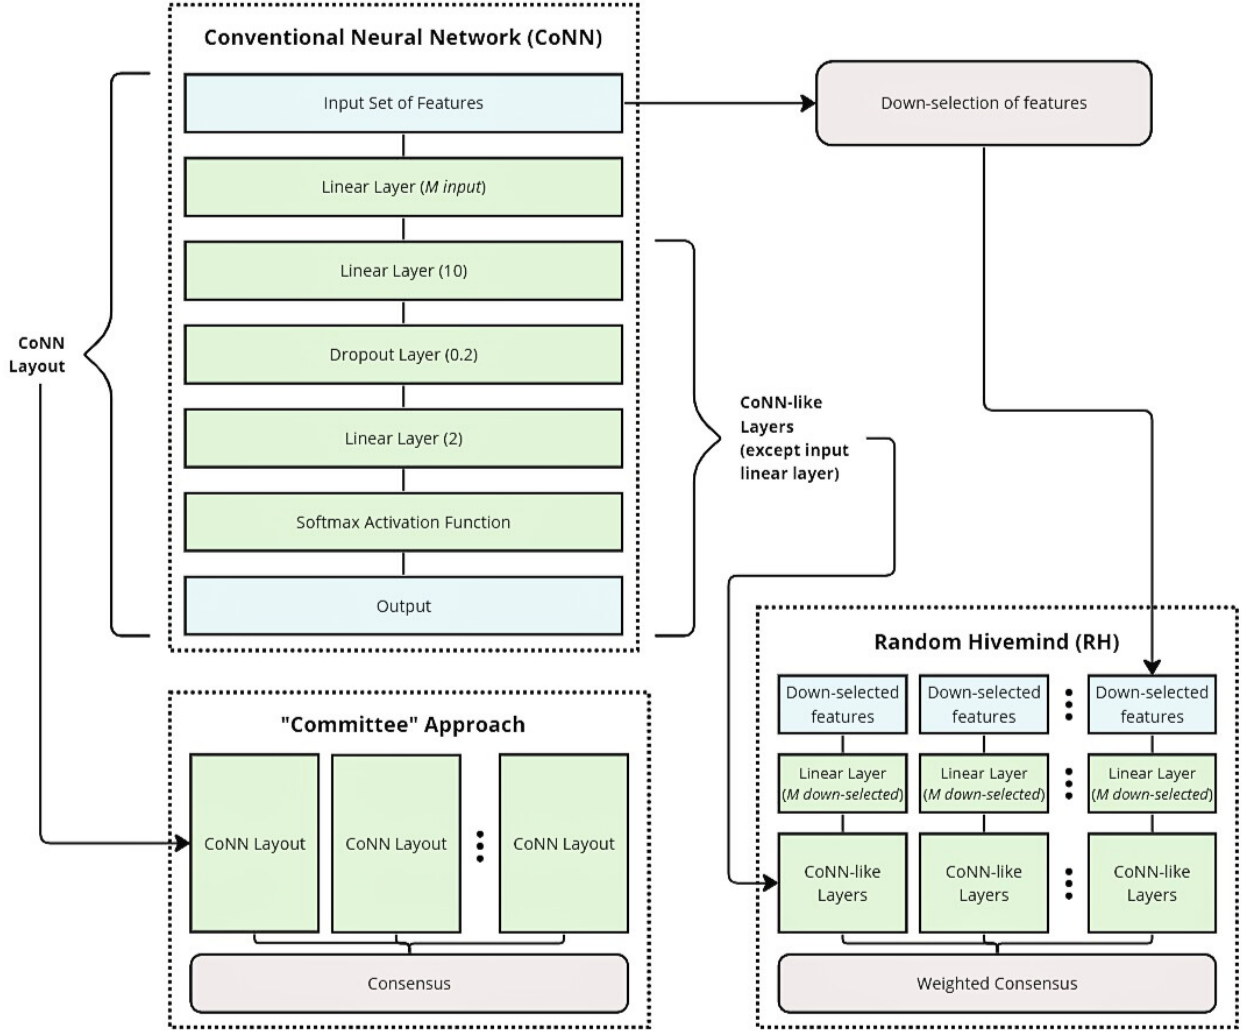 Conventional Neural Network (CoNN)
Input Set of Features
Down-selection of features
Linear Layer (M input)
Linear Layer (10)
Dropout Layer (0.2)
Linear Layer (2)
Softmax Activation Function
Output
CoNN
Layout
CoNN-like
Layers
(except input
linear layer)
"Committee" Approach
CoNN Layout
CoNN Layout
CoNN Layout
Consensus
Random Hivemind (RH)
Down-selected
features
Down-selected
features
Down-selected
features
Linear Layer
(M down-selected)
Linear Layer
(M down-selected)
Linear Layer
(M down-selected)
CoNN-like
Layers
CoNN-like
Layers
CoNN-like
Layers
Weighted Consensus